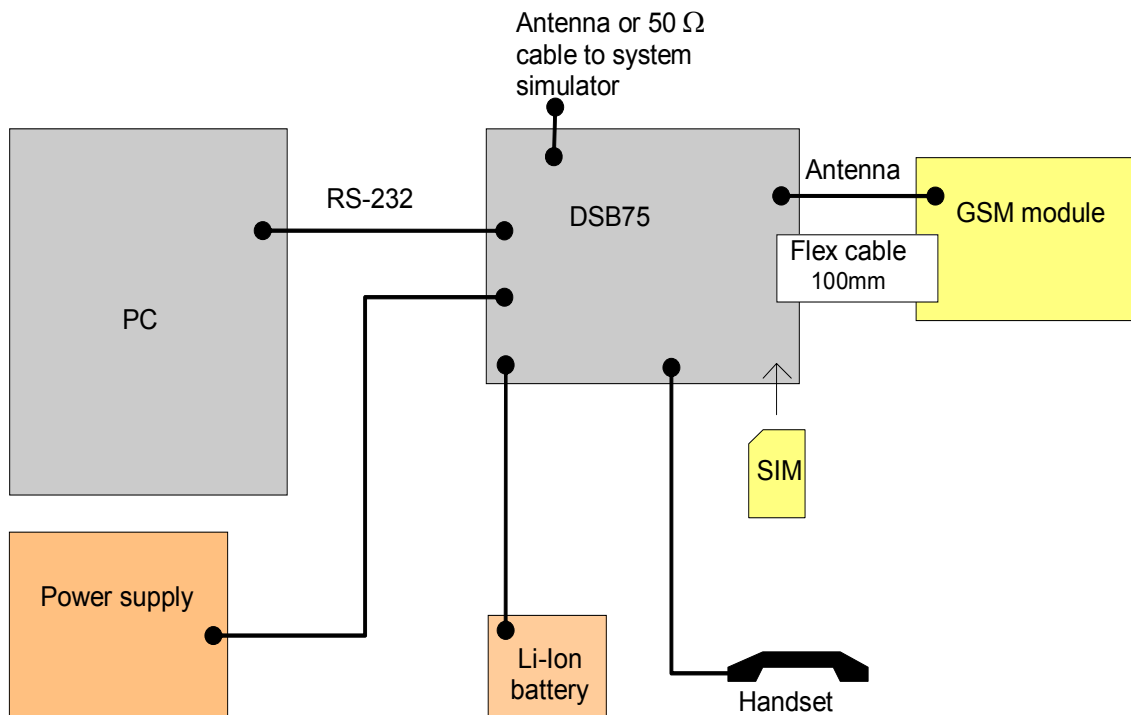 Antenna or 50 Ω
cable to system
simulator
RS-232
DSB75
Antenna
GSM module
Flex cable
100mm
PC
SIM
Power supply
Li-Ion
battery
Handset